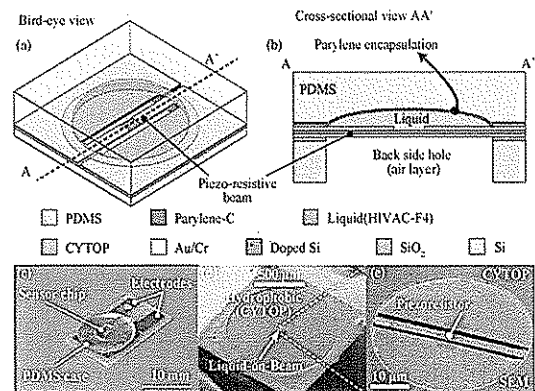 Bird-eye view
Cross-sectional view AA'
(a)
A'
(b)
Parylene encapsulation
A
A'
PDMS
Liquid
Back side hole
(air layer)
A
Piezo-resistive
beam
PDMS
Parylene-C
Liquid(HIVAC-F4)
CYTOP
Au/Cr
Doped Si
SiO2
Si
(c)
Electrodes
Sensor chip
PDMS case
10 mm
500μm
Hydrophobic
(CYTOP)
Liquid-on-Beam
(e)
CYTOP
Piezoresistor
10 μm
SEM